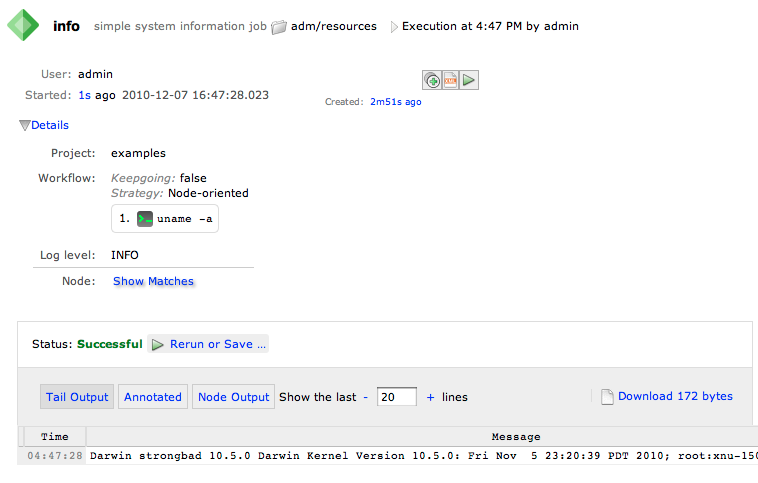 info simple system information job adm/resources Execution at 4:47 PM by admin
User: admin
Started: 1s ago 2010-12-07 16:47:28.023
Created: 2m51s ago
Details
Project: examples
Workflow: Keepgoing: false
Strategy: Node-oriented
1. uname -a
Log level: INFO
Node: Show Matches
Status: Successful Rerun or Save ...
Tail Output Annotated Node Output Show the last - 20 + lines Download 172 bytes
Time Message
04:47:28 Darwin strongbad 10.5.0 Darwin Kernel Version 10.5.0: Fri Nov 5 23:20:39 PDT 2010; root:xnu-150